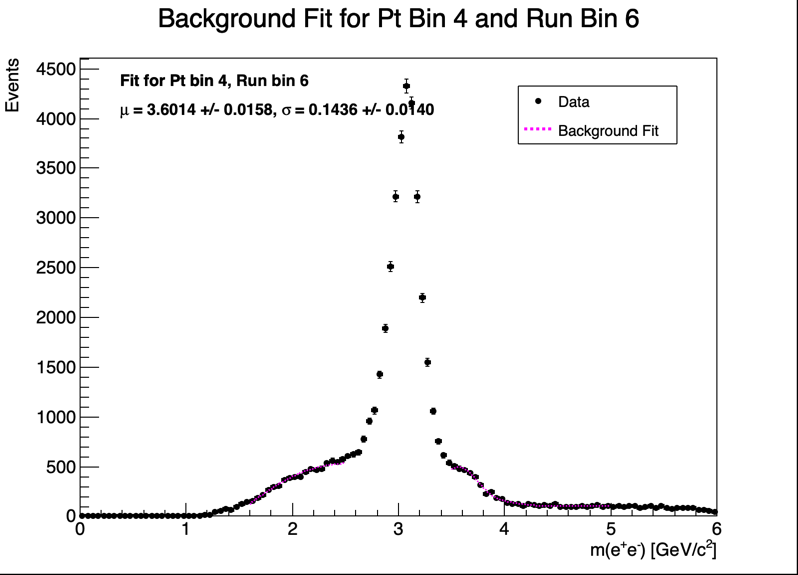 Background Fit for Pt Bin 4 and Run Bin 6
Events
Fit for Pt bin 4, Run bin 6
μ = 3.6014 +/- 0.0158, σ = 0.1436 +/- 0.0140
Data
Background Fit
4500
4000
3500
3000
2500
2000
1500
1000
500
0
0 1 2 3 4 5 6
m(e⁺e⁻) [GeV/c²]